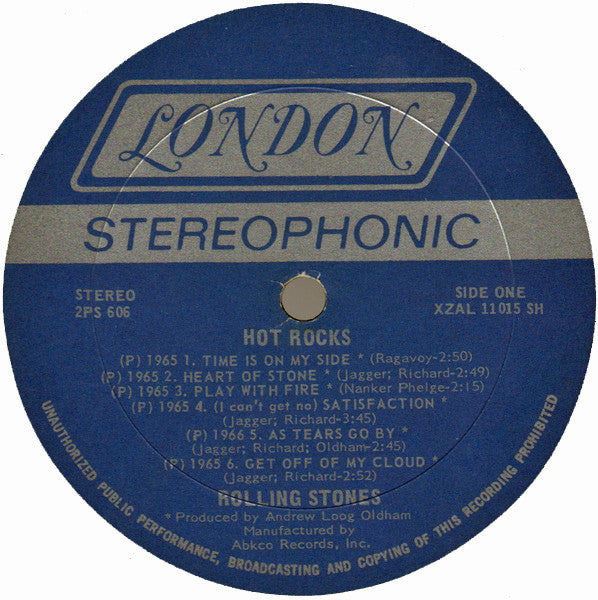 LONDON
STEREOPHONIC
STEREO
2PS 606
SIDE ONE
XZAL 11015 SH
HOT ROCKS
(P) 1965 1. TIME IS ON MY SIDE * (Ragavoy-2:50)
(P) 1965 2. HEART OF STONE * (Jagger; Richard-2:49)
(P) 1965 3. PLAY WITH FIRE * (Nanker Phelge-2:15)
(P) 1965 4. (I can't get no) SATISFACTION *
(Jagger; Richard-3:45)
(P) 1966 5. AS TEARS GO BY *
(Jagger; Richard; Oldham-2:45)
(P) 1965 6. GET OFF OF MY CLOUD *
(Jagger; Richard-2:52)
ROLLING STONES
* Produced by Andrew Loog Oldham
Manufactured by
Abkco Records, Inc.
UNAUTHORIZED PUBLIC PERFORMANCE, BROADCASTING AND COPYING OF THIS RECORDING PROHIBITED